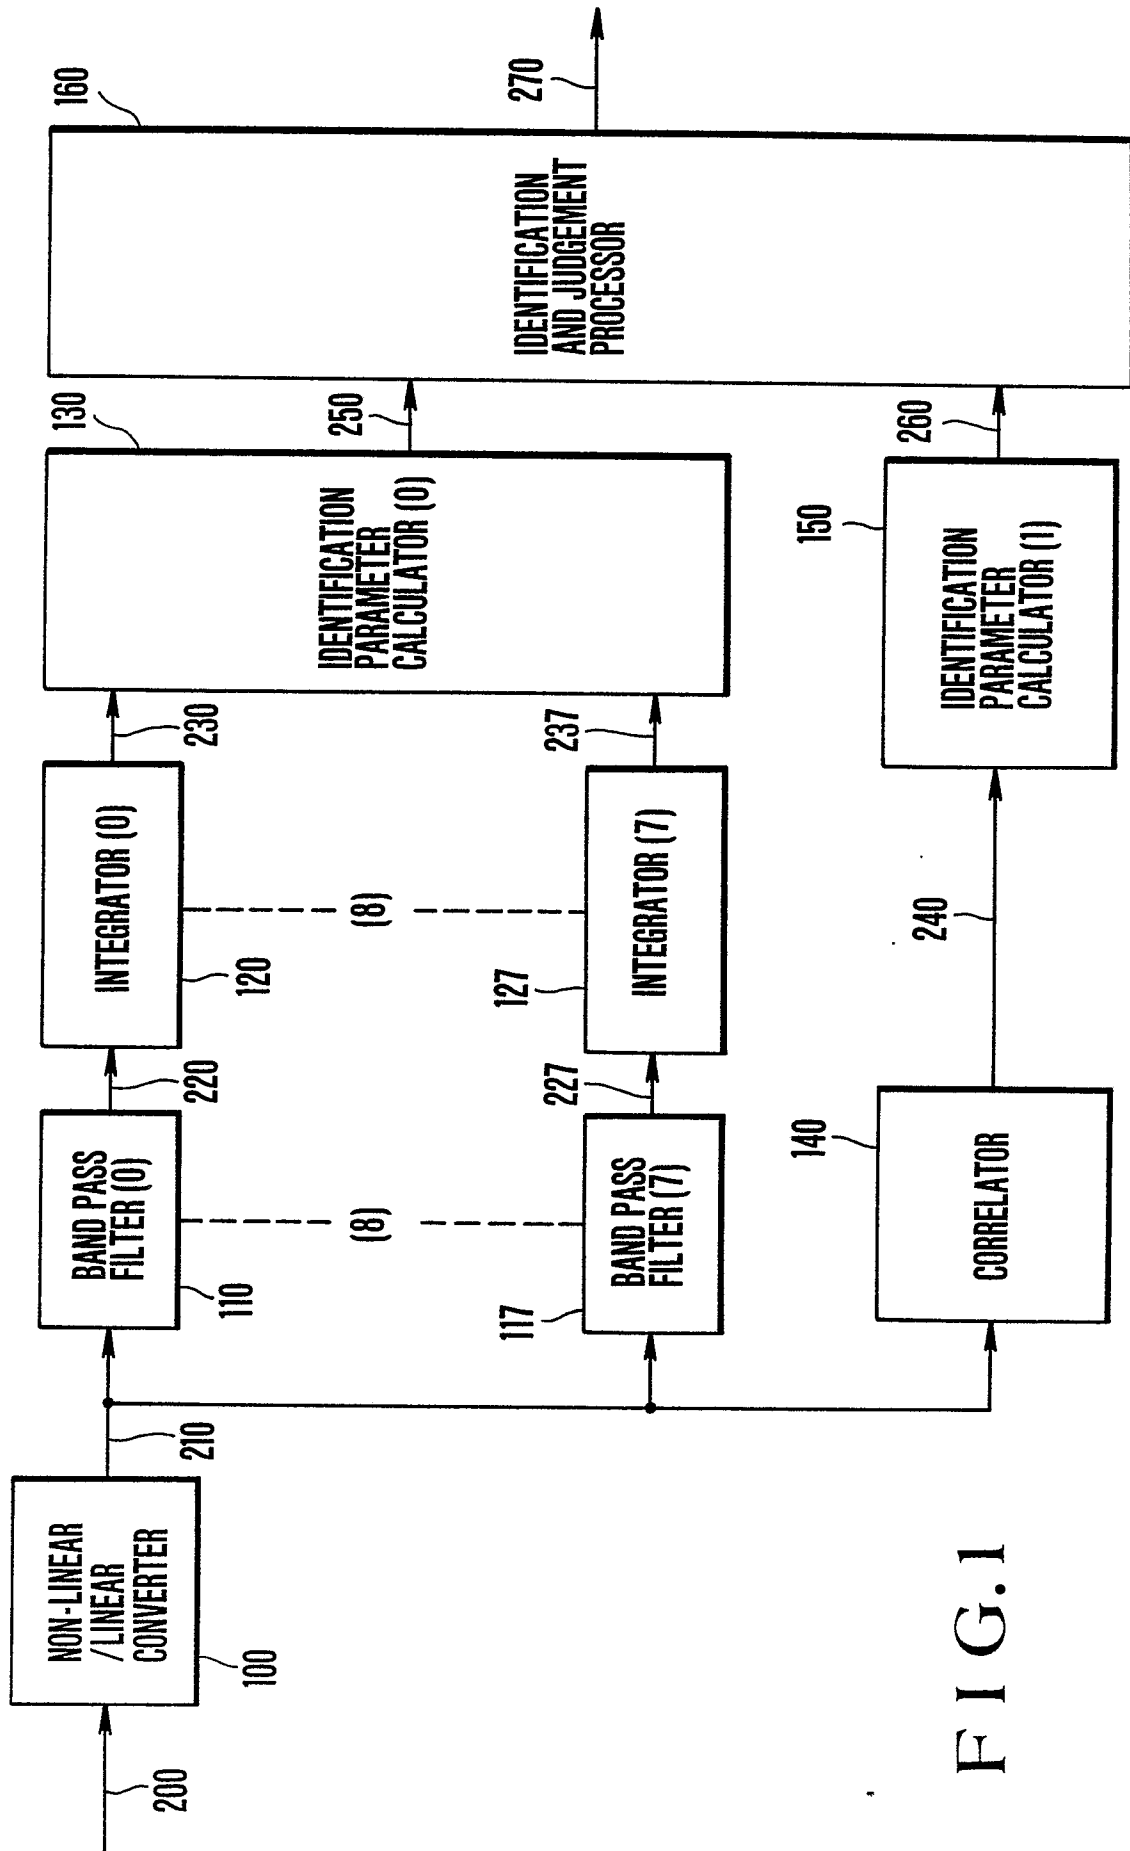 200
NON-LINEAR
/LINEAR
CONVERTER
100
210
BAND PASS
FILTER (0)
110
220
INTEGRATOR (0)
120
230
(8)
(8)
BAND PASS
FILTER (7)
117
227
INTEGRATOR (7)
127
237
IDENTIFICATION
PARAMETER
CALCULATOR (0)
130
250
CORRELATOR
140
240
IDENTIFICATION
PARAMETER
CALCULATOR (1)
150
260
IDENTIFICATION
AND JUDGEMENT
PROCESSOR
160
270
FIG.1